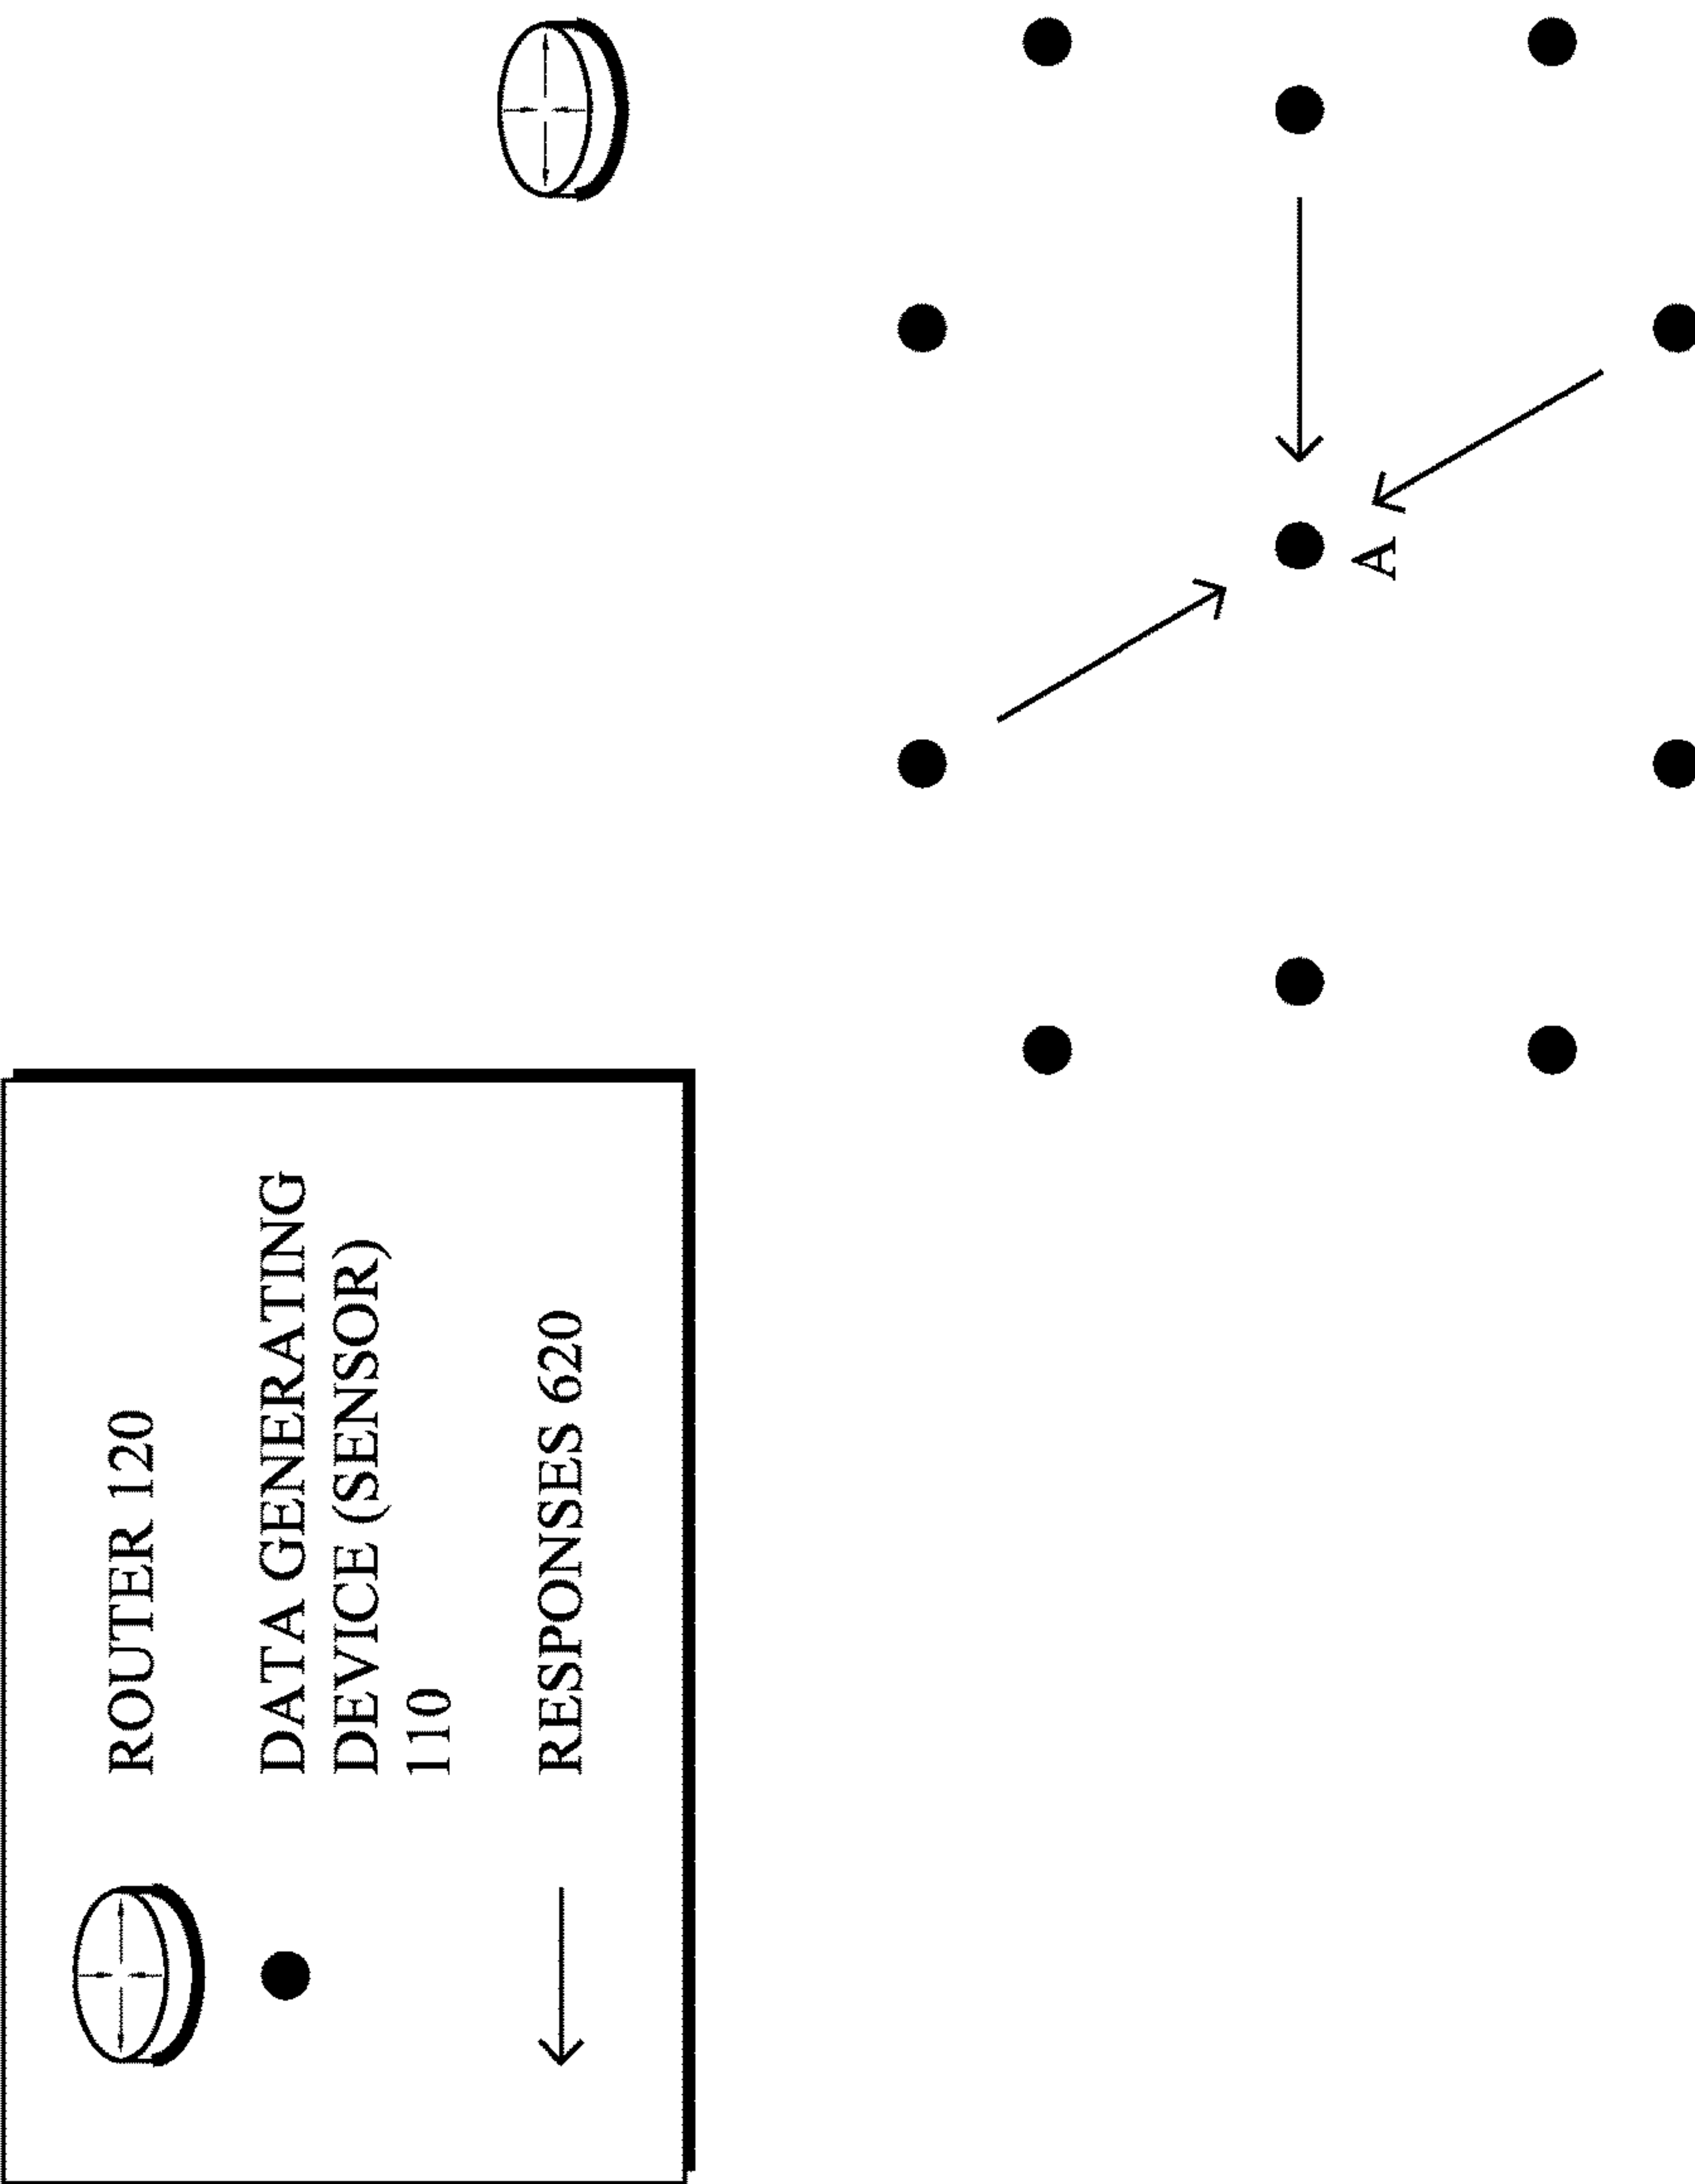 ROUTER 120
DATA GENERATING
DEVICE (SENSOR)
110
RESPONSES 620
A